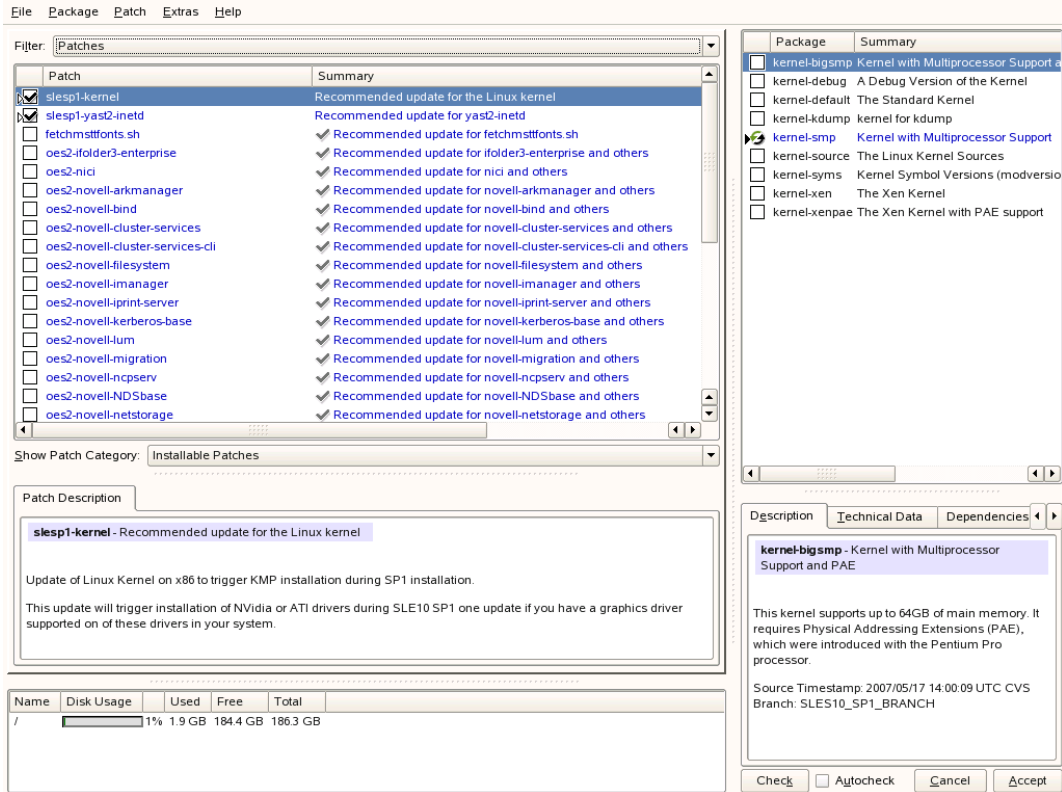 File Package Patch Extras Help
Filter: Patches
Patch Summary
slesp1-kernel Recommended update for the Linux kernel
slesp1-yast2-inetd Recommended update for yast2-inetd
fetchmsttfonts.sh Recommended update for fetchmsttfonts.sh
oes2-ifolder3-enterprise Recommended update for ifolder3-enterprise and others
oes2-nici Recommended update for nici and others
oes2-novell-arkmanager Recommended update for novell-arkmanager and others
oes2-novell-bind Recommended update for novell-bind and others
oes2-novell-cluster-services Recommended update for novell-cluster-services and others
oes2-novell-cluster-services-cli Recommended update for novell-cluster-services-cli and others
oes2-novell-filesystem Recommended update for novell-filesystem and others
oes2-novell-imanager Recommended update for novell-imanager and others
oes2-novell-iprint-server Recommended update for novell-iprint-server and others
oes2-novell-kerberos-base Recommended update for novell-kerberos-base and others
oes2-novell-lum Recommended update for novell-lum and others
oes2-novell-migration Recommended update for novell-migration and others
oes2-novell-ncpserv Recommended update for novell-ncpserv and others
oes2-novell-NDSbase Recommended update for novell-NDSbase and others
oes2-novell-netstorage Recommended update for novell-netstorage and others
Show Patch Category: Installable Patches
Patch Description
slesp1-kernel - Recommended update for the Linux kernel
Update of Linux Kernel on x86 to trigger KMP installation during SP1 installation.
This update will trigger installation of NVidia or ATI drivers during SLE10 SP1 one update if you have a graphics driver
supported on of these drivers in your system.
Name Disk Usage Used Free Total
/ 1% 1.9 GB 184.4 GB 186.3 GB
Package Summary
kernel-bigsmp Kernel with Multiprocessor Support a
kernel-debug A Debug Version of the Kernel
kernel-default The Standard Kernel
kernel-kdump kernel for kdump
kernel-smp Kernel with Multiprocessor Support
kernel-source The Linux Kernel Sources
kernel-syms Kernel Symbol Versions (modversio
kernel-xen The Xen Kernel
kernel-xenpae The Xen Kernel with PAE support
Description Technical Data Dependencies
kernel-bigsmp - Kernel with Multiprocessor
Support and PAE
This kernel supports up to 64GB of main memory. It
requires Physical Addressing Extensions (PAE),
which were introduced with the Pentium Pro
processor.
Source Timestamp: 2007/05/17 14:00:09 UTC CVS
Branch: SLES10_SP1_BRANCH
Check Autocheck Cancel Accept